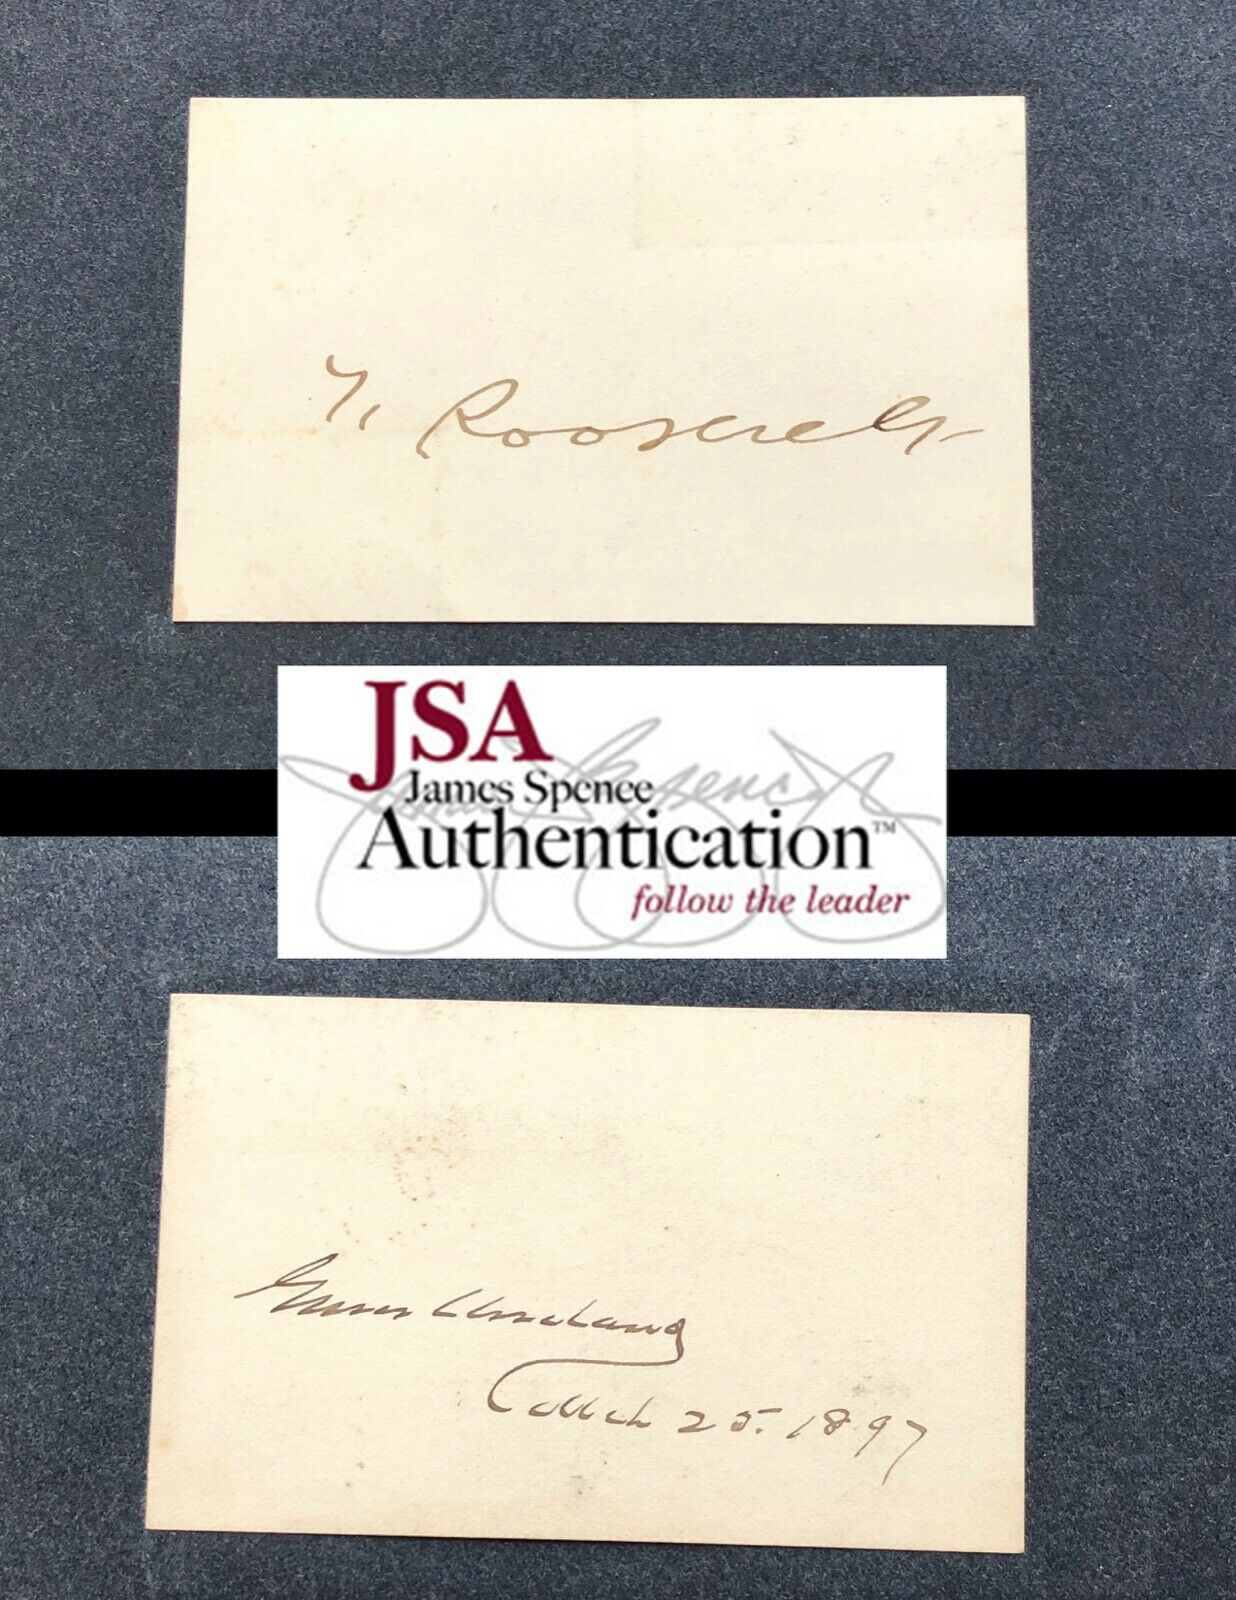 T. Roosevelt
JSA
James Spence
Authentication™
follow the leader
Grover Cleveland
March 25. 1897